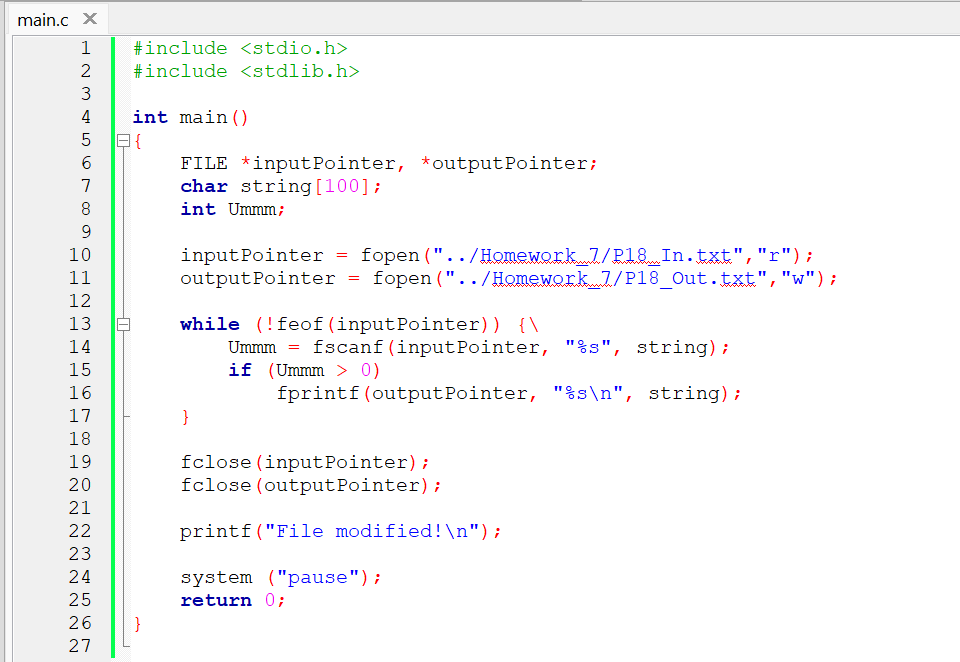 main.c ✕
1 #include <stdio.h>
2 #include <stdlib.h>
3
4 int main()
5 {
6     FILE *inputPointer, *outputPointer;
7     char string[100];
8     int Ummm;
9
10     inputPointer = fopen("../Homework_7/P18_In.txt","r");
11     outputPointer = fopen("../Homework_7/P18_Out.txt","w");
12
13     while (!feof(inputPointer)) {\
14         Ummm = fscanf(inputPointer, "%s", string);
15         if (Ummm > 0)
16             fprintf(outputPointer, "%s\n", string);
17     }
18
19     fclose(inputPointer);
20     fclose(outputPointer);
21
22     printf("File modified!\n");
23
24     system ("pause");
25     return 0;
26 }
27